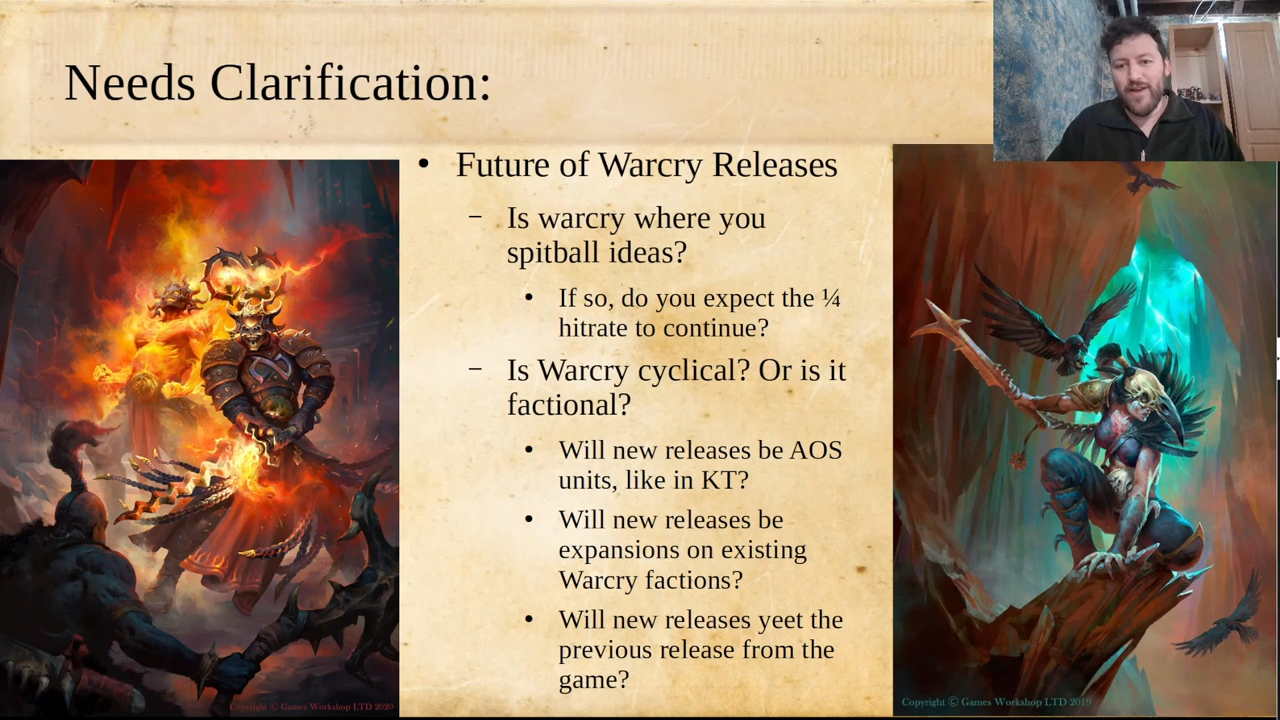 Needs Clarification:
• Future of Warcry Releases
– Is warcry where you
spitball ideas?
• If so, do you expect the ¼
hitrate to continue?
– Is Warcry cyclical? Or is it
factional?
• Will new releases be AOS
units, like in KT?
• Will new releases be
expansions on existing
Warcry factions?
• Will new releases yeet the
previous release from the
game?
Copyright © Games Workshop LTD 2020
Copyright © Games Workshop LTD 2019